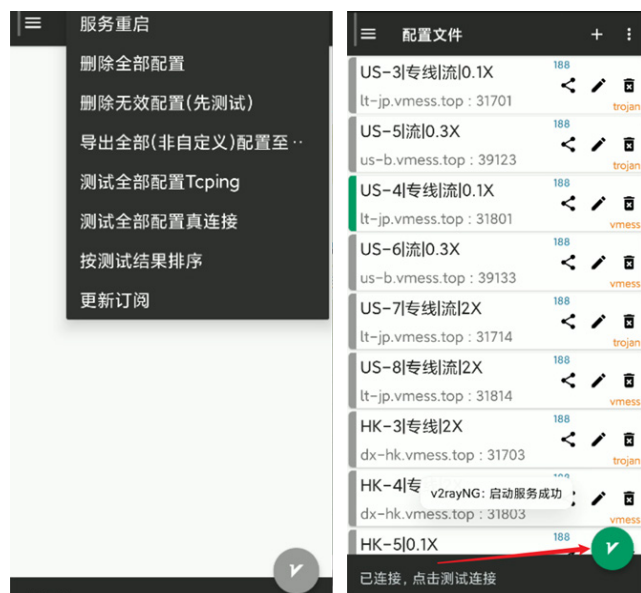 服务重启
删除全部配置
删除无效配置(先测试)
导出全部(非自定义)配置至··
测试全部配置Tcping
测试全部配置真连接
按测试结果排序
更新订阅
配置文件
US-3|专线|流|0.1X
188
lt-jp.vmess.top : 31701
trojan
US-5|流|0.3X
188
us-b.vmess.top : 39123
trojan
US-4|专线|流|0.1X
188
lt-jp.vmess.top : 31801
vmess
US-6|流|0.3X
188
us-b.vmess.top : 39133
vmess
US-7|专线|流|2X
188
lt-jp.vmess.top : 31714
trojan
US-8|专线|流|2X
188
lt-jp.vmess.top : 31814
vmess
HK-3|专线|2X
188
dx-hk.vmess.top : 31703
trojan
HK-4|专
v2rayNG: 启动服务成功
dx-hk.vmess.top : 31803
vmess
HK-5|0.1X
188
已连接, 点击测试连接